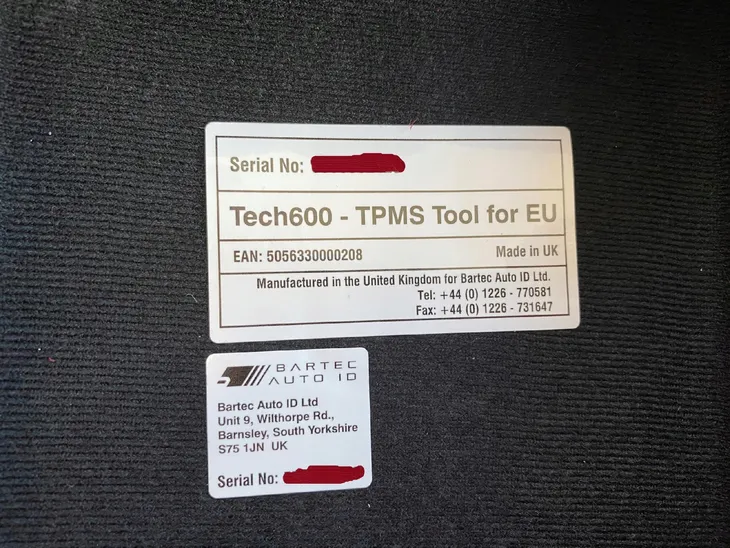 Serial No:
Tech600 - TPMS Tool for EU
EAN: 5056330000208 Made in UK
Manufactured in the United Kingdom for Bartec Auto ID Ltd.
Tel: +44 (0) 1226 - 770581
Fax: +44 (0) 1226 - 731647
BARTEC
AUTO ID
Bartec Auto ID Ltd
Unit 9, Wilthorpe Rd.,
Barnsley, South Yorkshire
S75 1JN UK
Serial No: